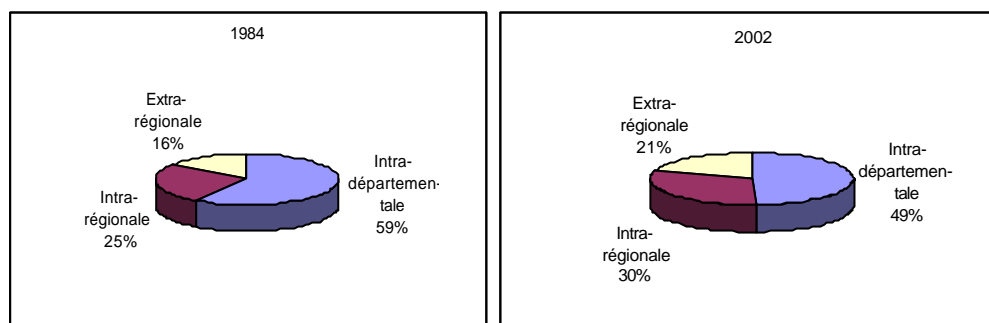 1984
Extra-
régionale
16%
Intra-
départemen-
tale
59%
Intra-
régionale
25%
2002
Extra-
régionale
21%
Intra-
départemen-
tale
49%
Intra-
régionale
30%